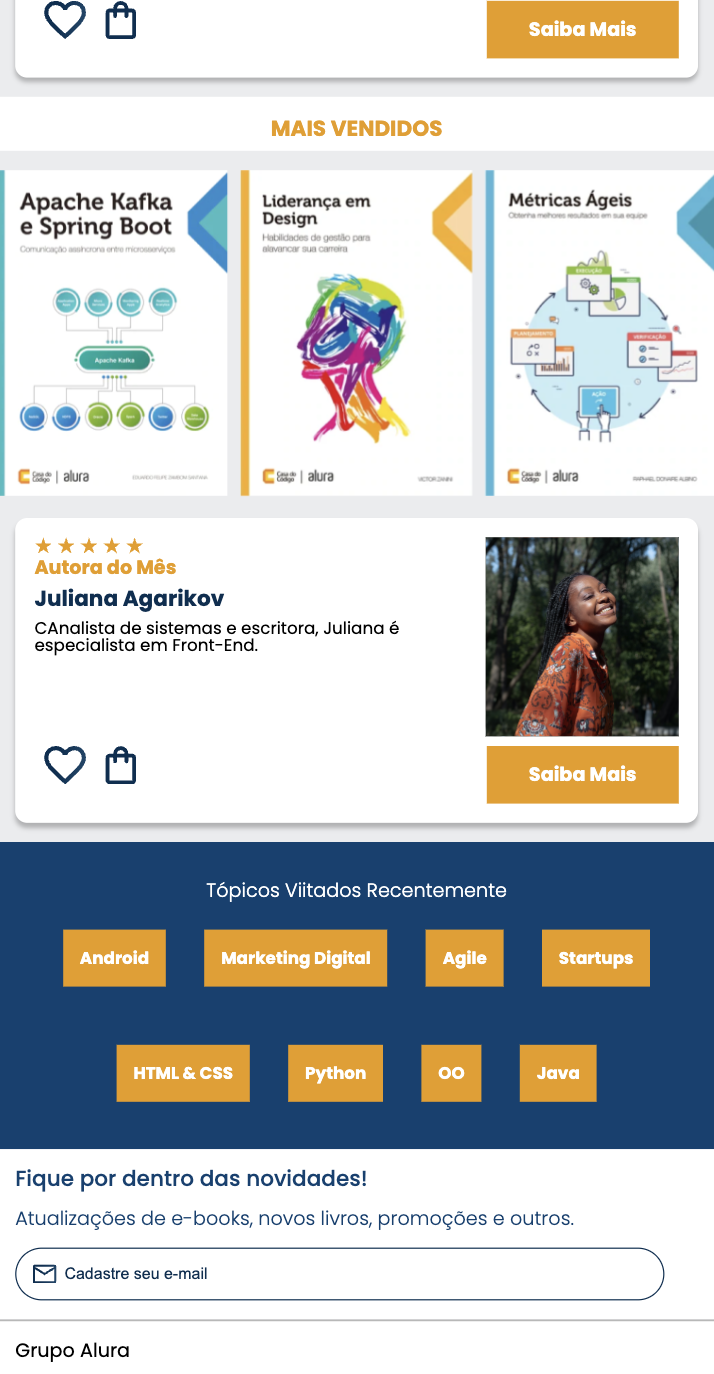 Saiba Mais
MAIS VENDIDOS
Apache Kafka
e Spring Boot
Comunicação assíncrona entre microsserviços
Apache Kafka
Casa do
Código
alura
EDUARDO FELIPE ZAMBOM SANTANA
Liderança em
Design
Habilidades de gestão para
alavancar sua carreira
Casa do
Código
alura
VICTOR ZANINI
Métricas Ágeis
Obtenha melhores resultados em sua equipe
EXECUÇÃO
PLANEJAMENTO
VERIFICAÇÃO
AÇÃO
Casa do
Código
alura
RAPHAEL DONAIRE ALBINO
★ ★ ★ ★ ★
Autora do Mês
Juliana Agarikov
CAnalista de sistemas e escritora, Juliana é
especialista em Front-End.
Saiba Mais
Tópicos Viitados Recentemente
Android
Marketing Digital
Agile
Startups
HTML & CSS
Python
OO
Java
Fique por dentro das novidades!
Atualizações de e-books, novos livros, promoções e outros.
Cadastre seu e-mail
Grupo Alura